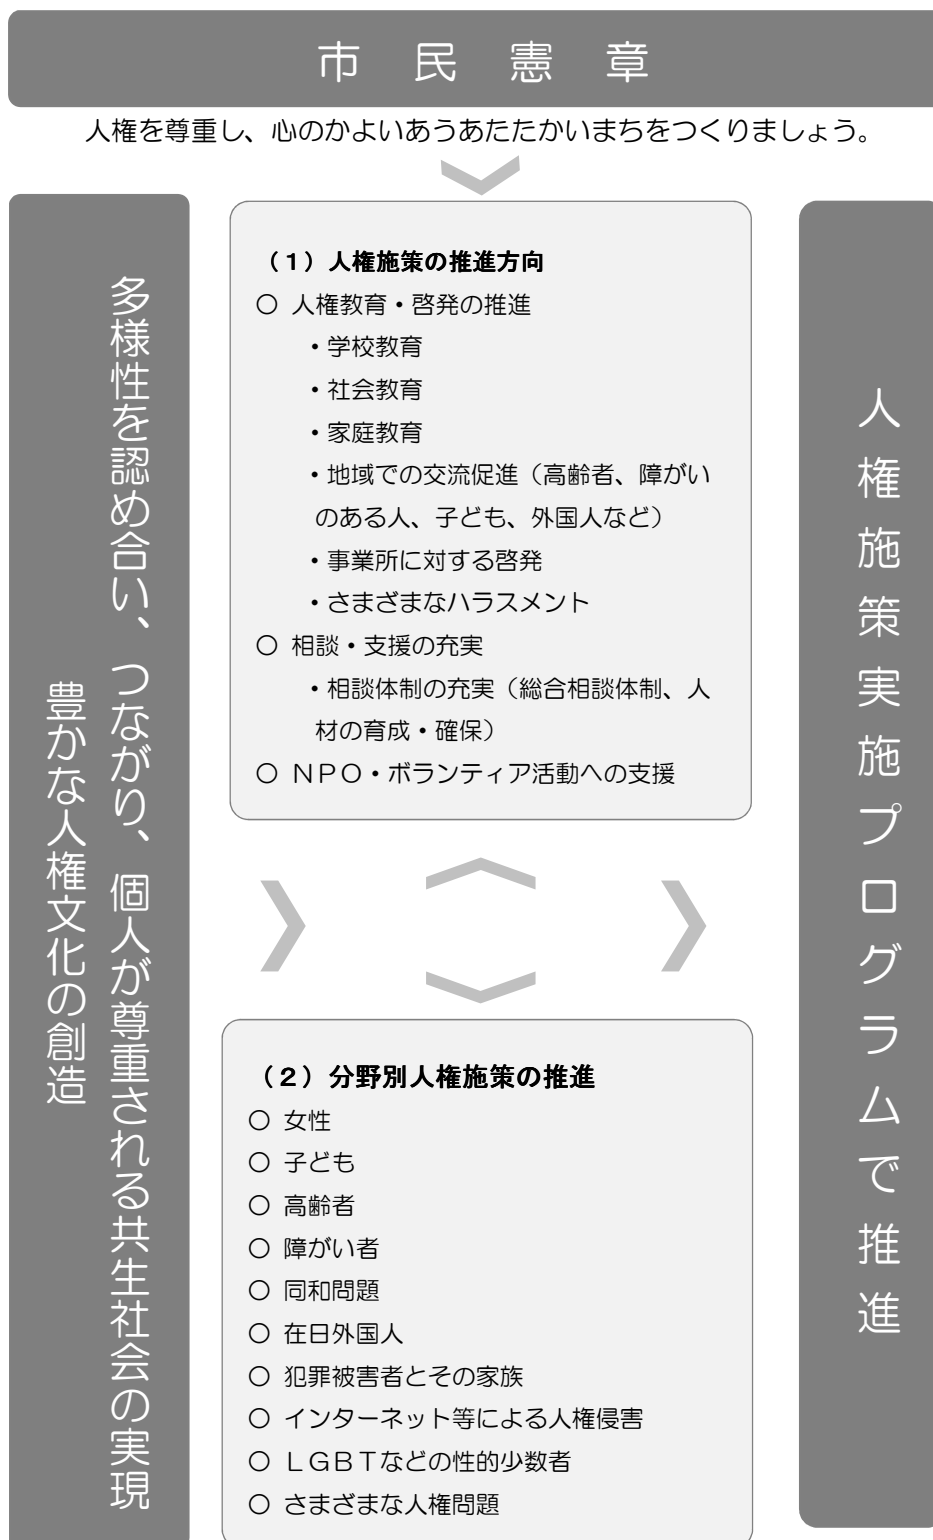 市民憲章
人権を尊重し、心のかよいあうあたたかいまちをつくりましょう。
多様性を認め合い、つながり、個人が尊重される共生社会の実現
豊かな人権文化の創造
（１）人権施策の推進方向
○ 人権教育・啓発の推進
・学校教育
・社会教育
・家庭教育
・地域での交流促進（高齢者、障がい
のある人、子ども、外国人など）
・事業所に対する啓発
・さまざまなハラスメント
○ 相談・支援の充実
・相談体制の充実（総合相談体制、人
材の育成・確保）
○ ＮＰＯ・ボランティア活動への支援
（２）分野別人権施策の推進
○ 女性
○ 子ども
○ 高齢者
○ 障がい者
○ 同和問題
○ 在日外国人
○ 犯罪被害者とその家族
○ インターネット等による人権侵害
○ ＬＧＢＴなどの性的少数者
○ さまざまな人権問題
人権施策実施プログラムで推進